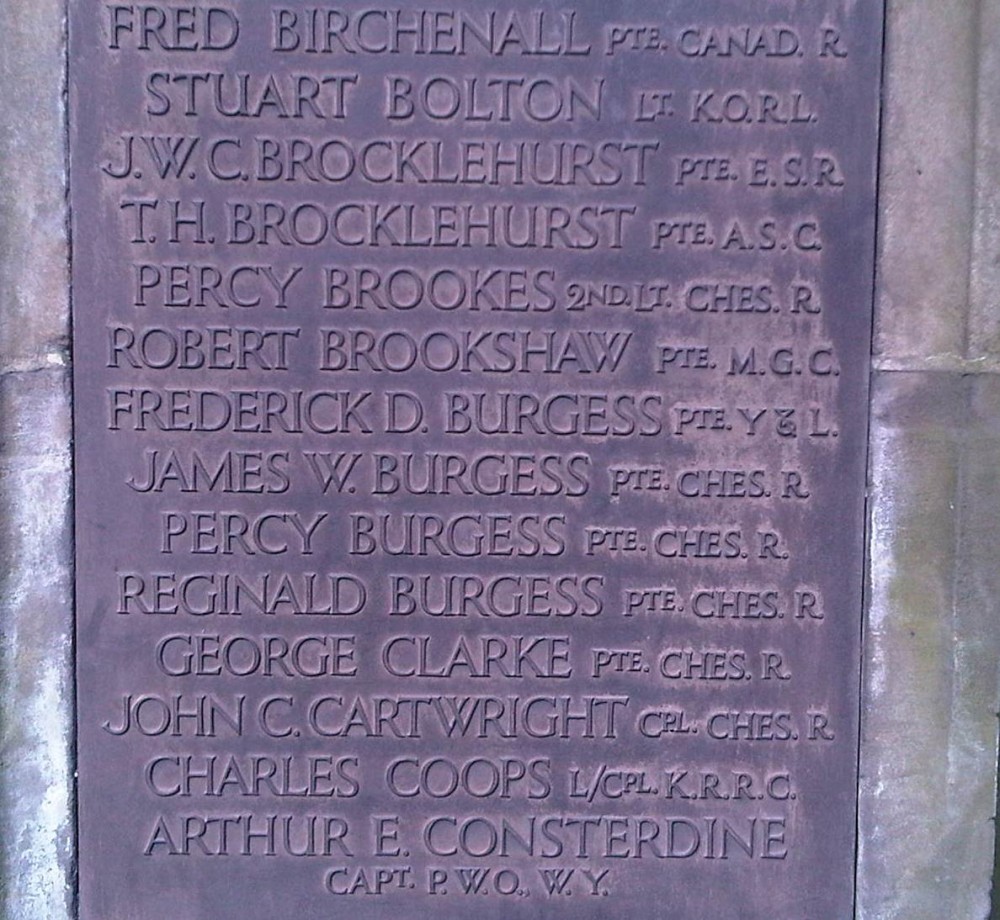 FRED BIRCHENALL PTE. CANAD. R.
STUART BOLTON LT. K.O.R.L.
J.W.C. BROCKLEHURST PTE. E.S.R.
T.H. BROCKLEHURST PTE. A.S.C.
PERCY BROOKES 2ND. LT. CHES. R.
ROBERT BROOKSHAW PTE. M.G.C.
FREDERICK D. BURGESS PTE. Y & L.
JAMES W. BURGESS PTE. CHES. R.
PERCY BURGESS PTE. CHES. R.
REGINALD BURGESS PTE. CHES. R.
GEORGE CLARKE PTE. CHES. R.
JOHN C. CARTWRIGHT CPL. CHES. R.
CHARLES COOPS L/CPL. K.R.R.C.
ARTHUR E. CONSTERDINE
CAPT. P.W.O., W.Y.